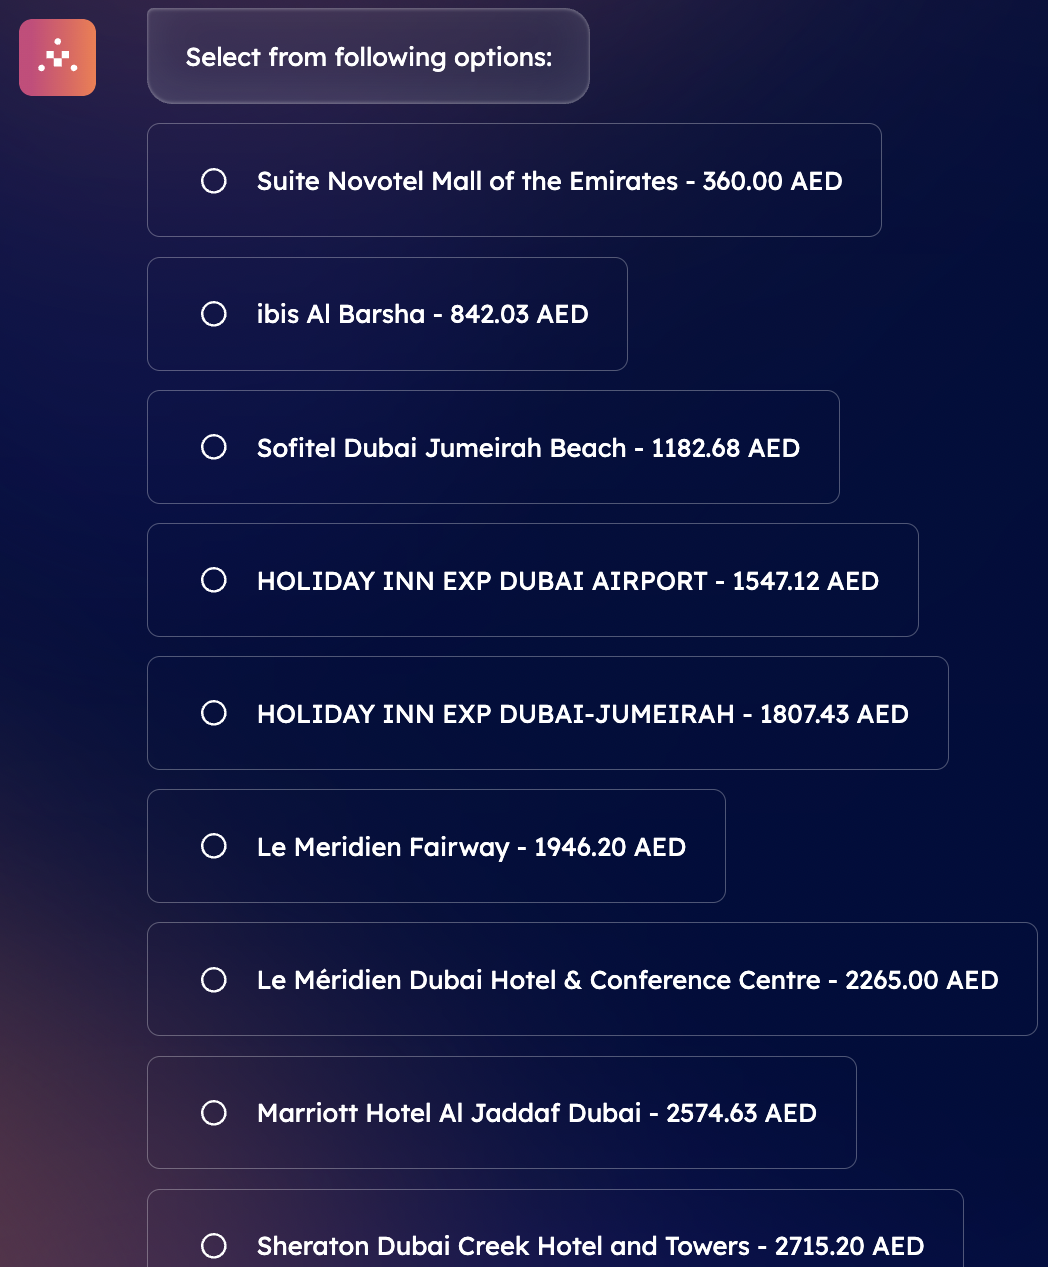 Select from following options:
Suite Novotel Mall of the Emirates - 360.00 AED
ibis Al Barsha - 842.03 AED
Sofitel Dubai Jumeirah Beach - 1182.68 AED
HOLIDAY INN EXP DUBAI AIRPORT - 1547.12 AED
HOLIDAY INN EXP DUBAI-JUMEIRAH - 1807.43 AED
Le Meridien Fairway - 1946.20 AED
Le Méridien Dubai Hotel & Conference Centre - 2265.00 AED
Marriott Hotel Al Jaddaf Dubai - 2574.63 AED
Sheraton Dubai Creek Hotel and Towers - 2715.20 AED